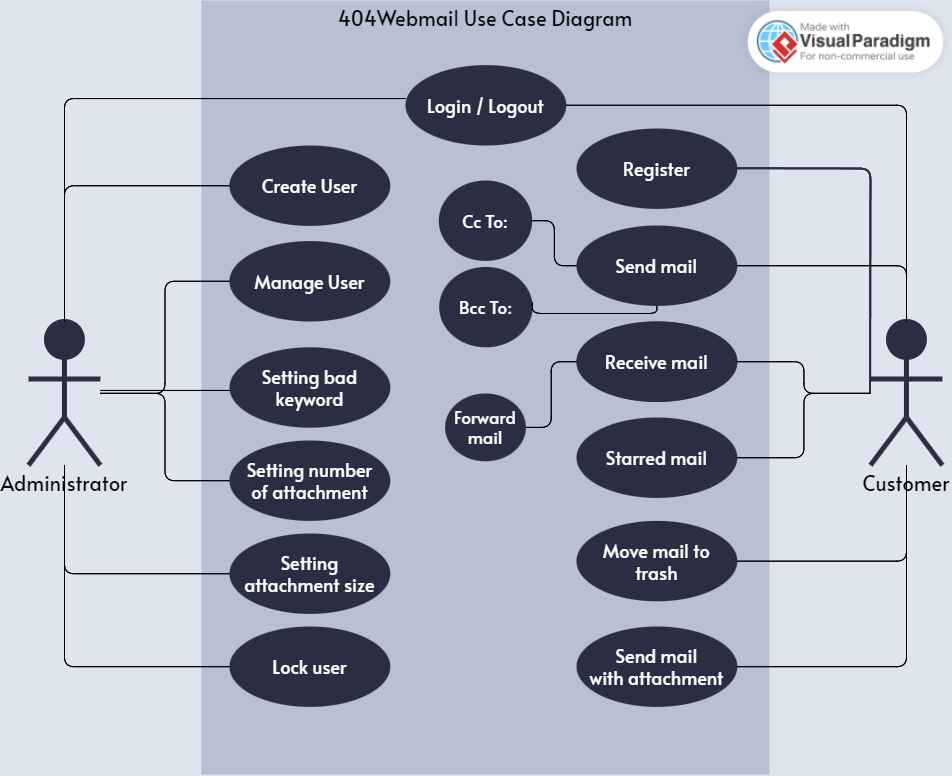 404Webmail Use Case Diagram
Made with
VisualParadigm
For non-commercial use
Login / Logout
Create User
Register
Cc To:
Send mail
Manage User
Bcc To:
Receive mail
Setting bad
keyword
Forward
mail
Starred mail
Setting number
of attachment
Administrator
Customer
Move mail to
trash
Setting
attachment size
Lock user
Send mail
with attachment